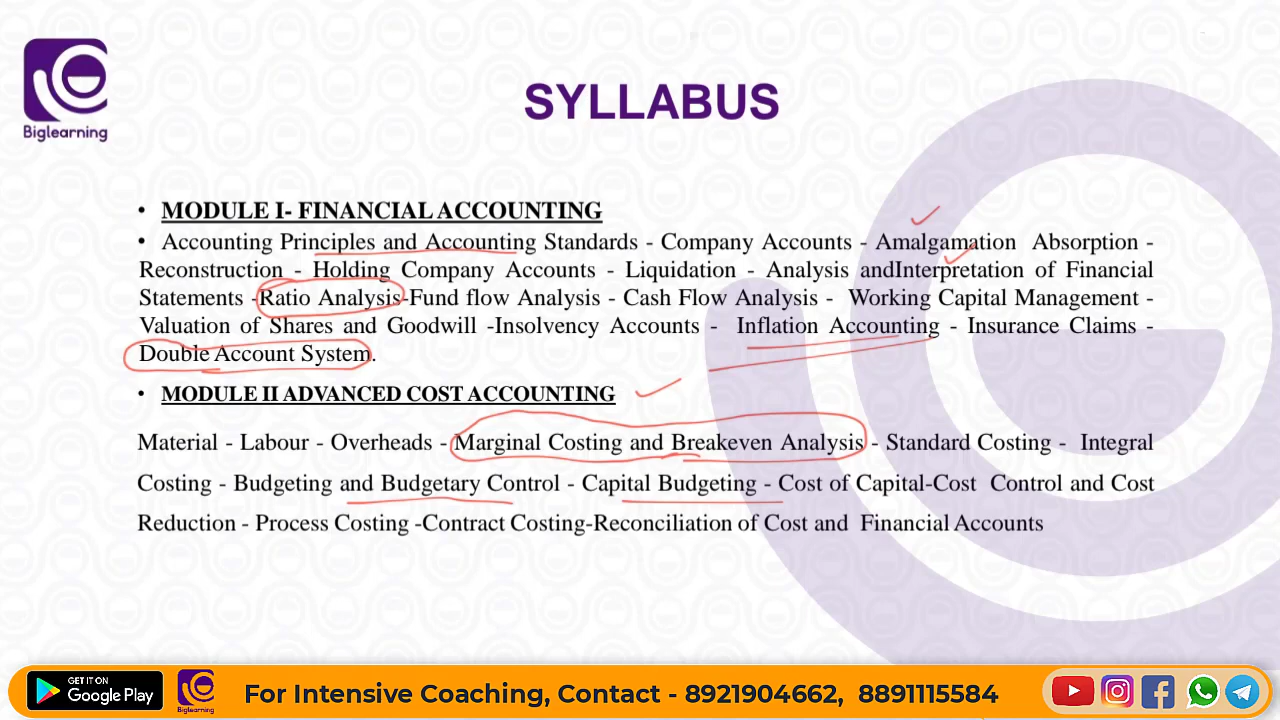 Biglearning
SYLLABUS
• MODULE I- FINANCIAL ACCOUNTING
• Accounting Principles and Accounting Standards - Company Accounts - Amalgamation Absorption -
Reconstruction - Holding Company Accounts - Liquidation - Analysis andInterpretation of Financial
Statements -Ratio Analysis-Fund flow Analysis - Cash Flow Analysis - Working Capital Management -
Valuation of Shares and Goodwill -Insolvency Accounts - Inflation Accounting - Insurance Claims -
Double Account System.
• MODULE II ADVANCED COST ACCOUNTING
Material - Labour - Overheads - Marginal Costing and Breakeven Analysis - Standard Costing - Integral
Costing - Budgeting and Budgetary Control - Capital Budgeting - Cost of Capital-Cost Control and Cost
Reduction - Process Costing -Contract Costing-Reconciliation of Cost and Financial Accounts
GET IT ON
Google Play
Biglearning
For Intensive Coaching, Contact - 8921904662, 8891115584